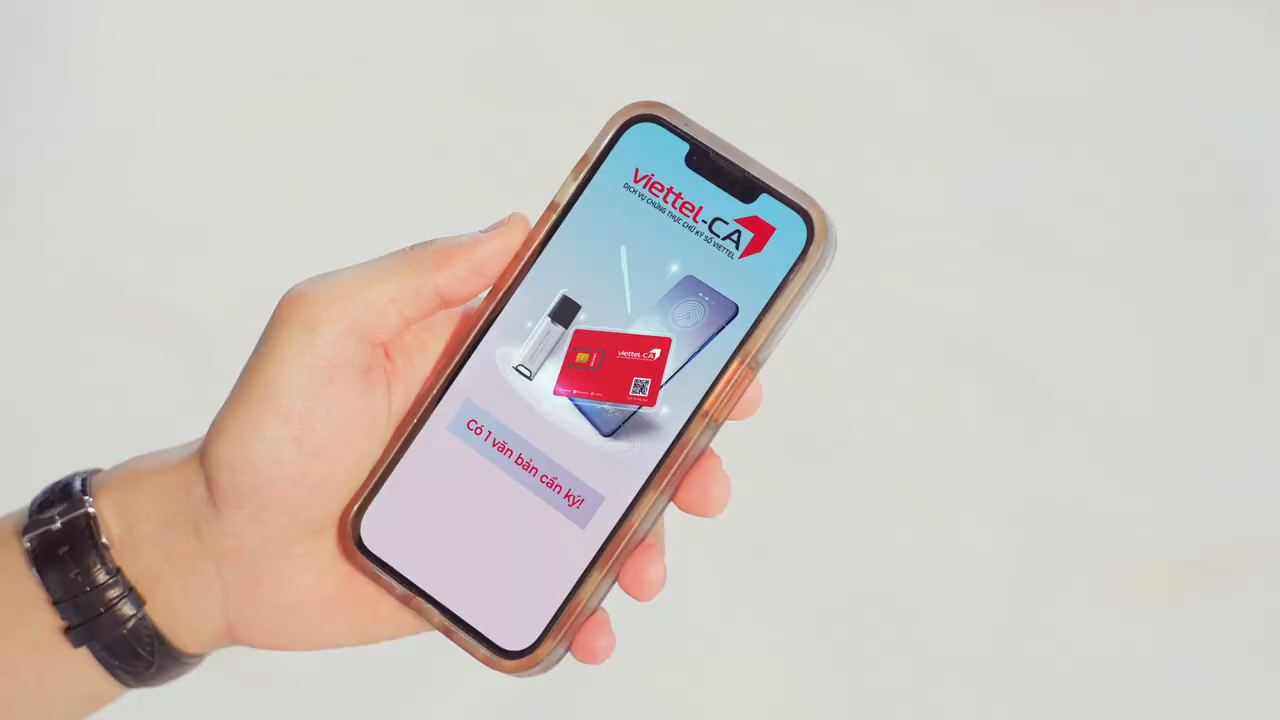 viettel-CA
DỊCH VỤ CHỨNG THỰC CHỮ KÝ SỐ VIETTEL
viettel-CA
Có 1 văn bản cần ký!